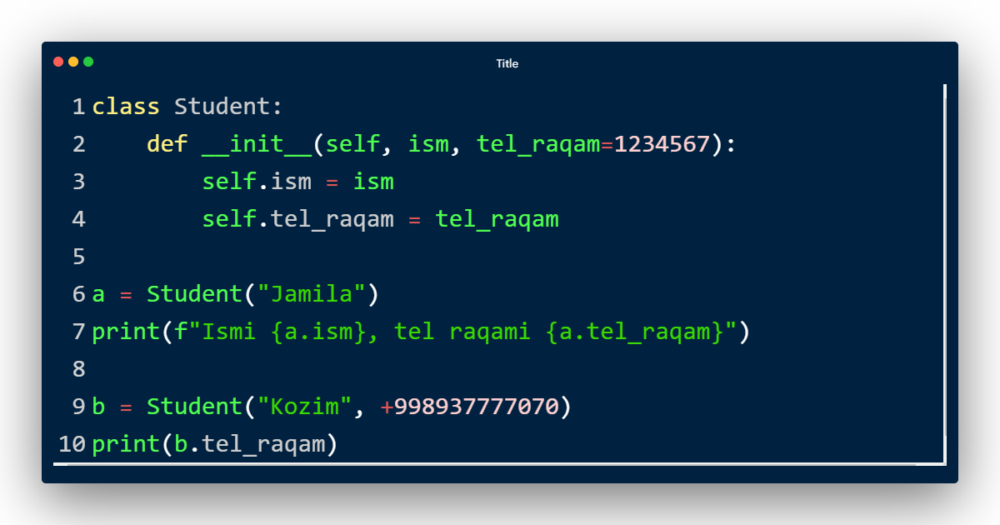 Title
1 class Student:
2     def __init__(self, ism, tel_raqam=1234567):
3         self.ism = ism
4         self.tel_raqam = tel_raqam
5
6 a = Student("Jamila")
7 print(f"Ismi {a.ism}, tel raqami {a.tel_raqam}")
8
9 b = Student("Kozim", +998937777070)
10 print(b.tel_raqam)